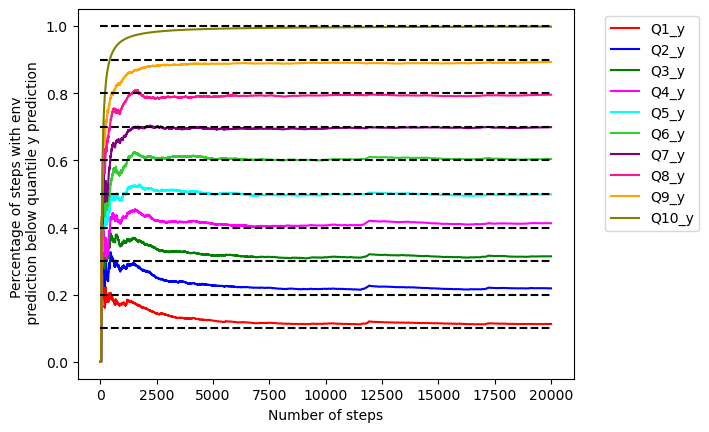 Percentage of steps with env
prediction below quantile y prediction
1.0
0.8
0.6
0.4
0.2
0.0
0
2500
5000
7500
10000
12500
15000
17500
20000
Number of steps
Q1_y
Q2_y
Q3_y
Q4_y
Q5_y
Q6_y
Q7_y
Q8_y
Q9_y
Q10_y